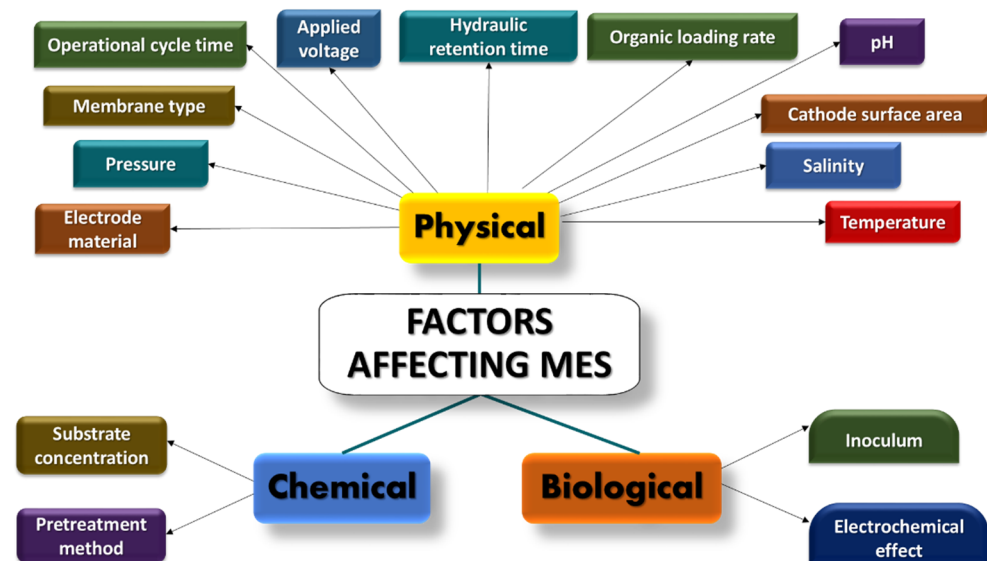 Operational cycle time
Applied
voltage
Hydraulic
retention time
Organic loading rate
pH
Membrane type
Cathode surface area
Pressure
Salinity
Electrode
material
Physical
Temperature
FACTORS
AFFECTING MES
Substrate
concentration
Chemical
Biological
Inoculum
Pretreatment
method
Electrochemical
effect